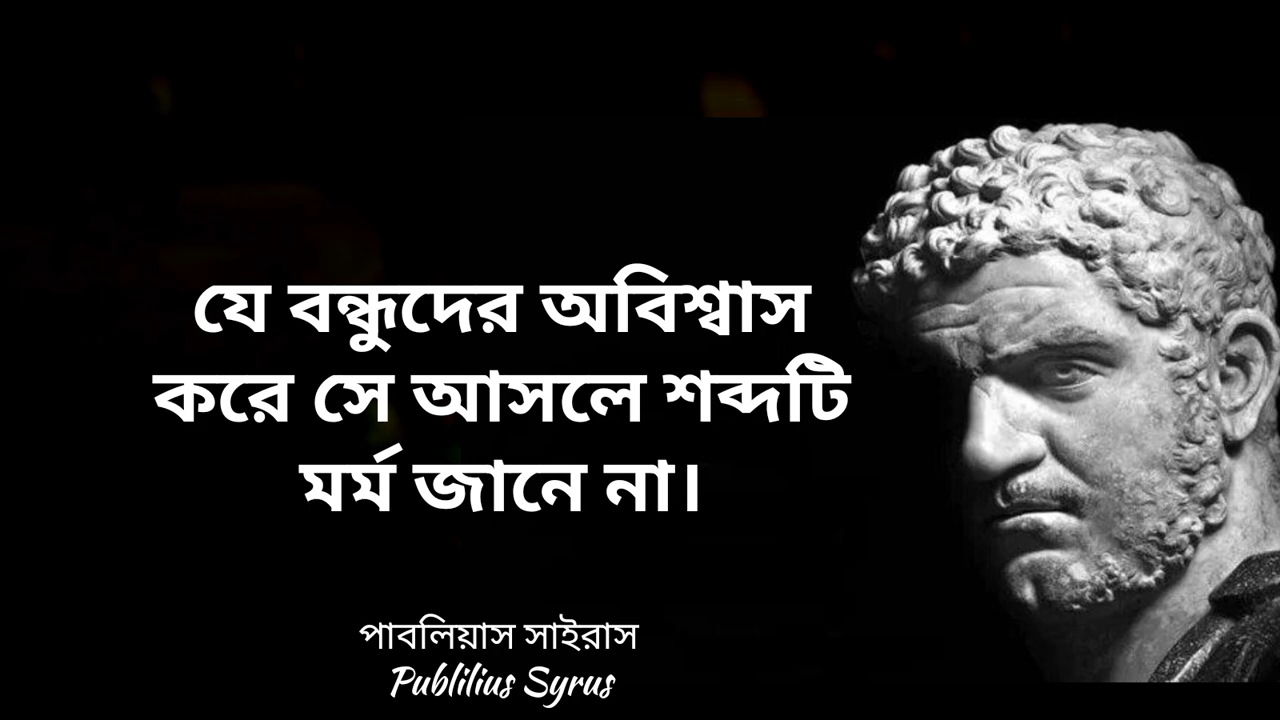 যে বন্ধুদের অবিশ্বাস
করে সে আসলে শব্দটি
মর্ম জানে না।
পাবলিয়াস সাইরাস
Publilius Syrus